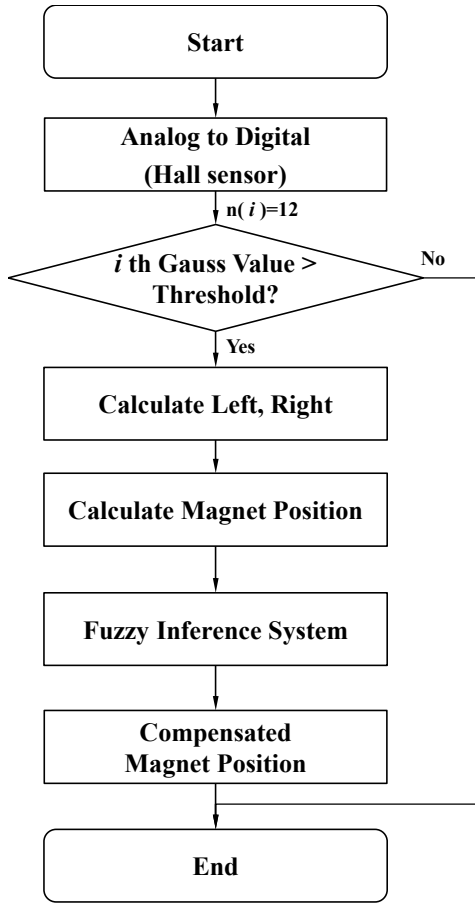 Start
Analog to Digital
(Hall sensor)
n( i )=12
i th Gauss Value >
Threshold?
No
Yes
Calculate Left, Right
Calculate Magnet Position
Fuzzy Inference System
Compensated
Magnet Position
End